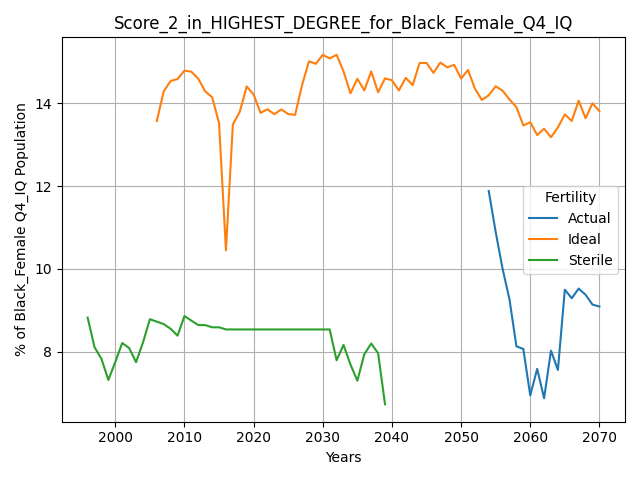 Score_2_in_HIGHEST_DEGREE_for_Black_Female_Q4_IQ
% of Black_Female Q4_IQ Population
14
12
10
8
Fertility
Actual
Ideal
Sterile
2000 2010 2020 2030 2040 2050 2060 2070
Years